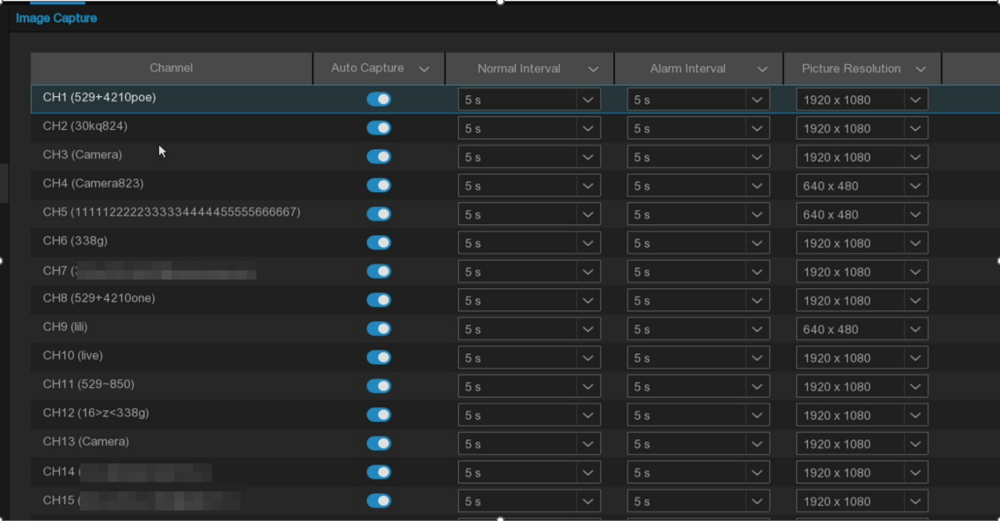 Image Capture
Channel Auto Capture Normal Interval Alarm Interval Picture Resolution
CH1 (529+4210poe) 5 s 5 s 1920 x 1080
CH2 (30kq824) 5 s 5 s 1920 x 1080
CH3 (Camera) 5 s 5 s 1920 x 1080
CH4 (Camera823) 5 s 5 s 640 x 480
CH5 (1111122222333334444455555666667) 5 s 5 s 640 x 480
CH6 (338g) 5 s 5 s 1920 x 1080
CH7 ( 5 s 5 s 1920 x 1080
CH8 (529+4210one) 5 s 5 s 1920 x 1080
CH9 (lili) 5 s 5 s 640 x 480
CH10 (live) 5 s 5 s 1920 x 1080
CH11 (529~850) 5 s 5 s 1920 x 1080
CH12 (16>z<338g) 5 s 5 s 1920 x 1080
CH13 (Camera) 5 s 5 s 1920 x 1080
CH14 ( 5 s 5 s 1920 x 1080
CH15 ( 5 s 5 s 1920 x 1080